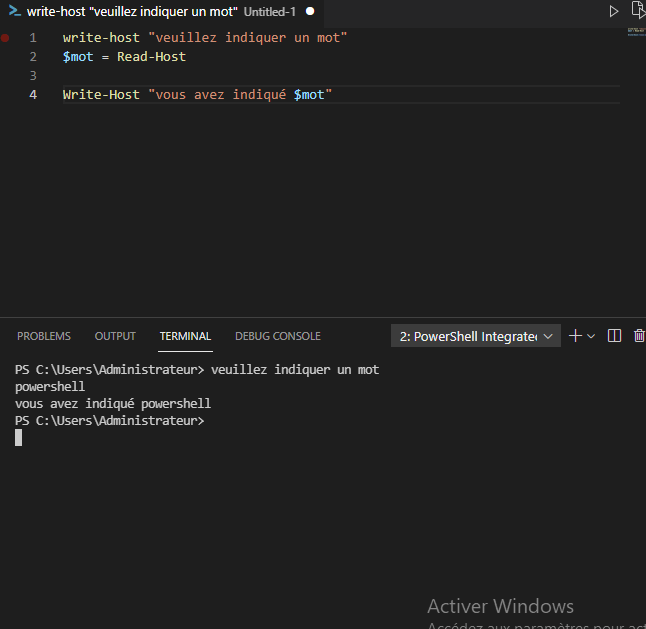 write-host "veuillez indiquer un mot" Untitled-1
1 write-host "veuillez indiquer un mot"
2 $mot = Read-Host
3
4 Write-Host "vous avez indiqué $mot"
PROBLEMS OUTPUT TERMINAL DEBUG CONSOLE 2: PowerShell Integrate
PS C:\Users\Administrateur> veuillez indiquer un mot
powershell
vous avez indiqué powershell
PS C:\Users\Administrateur>
Activer Windows
Accédez aux paramètres pour act